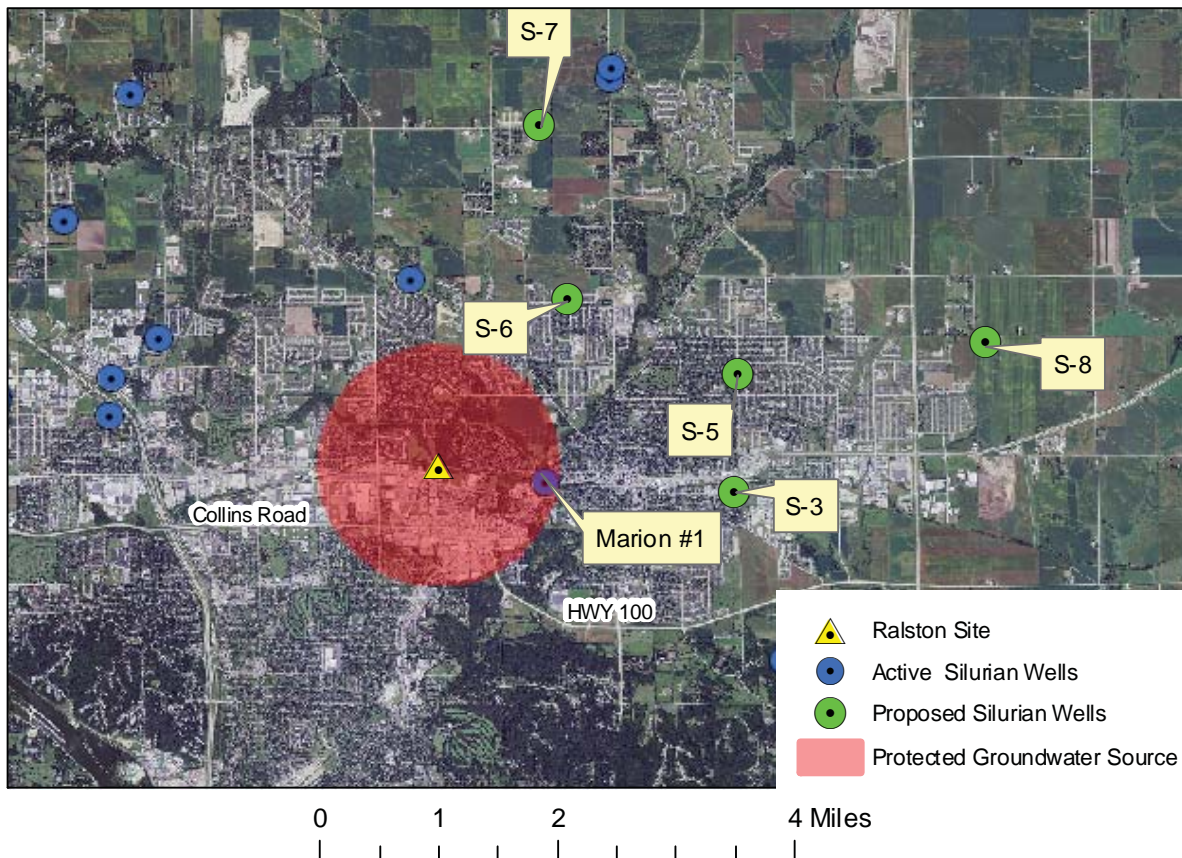 S-7
S-6
S-8
S-5
S-3
Collins Road
Marion #1
HWY 100
Ralston Site
Active Silurian Wells
Proposed Silurian Wells
Protected Groundwater Source
0 1 2 4 Miles